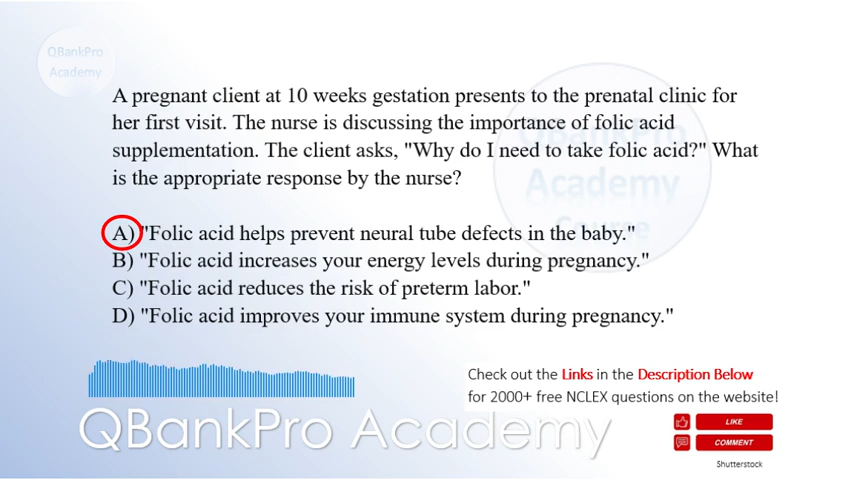 QBankPro
Academy
A pregnant client at 10 weeks gestation presents to the prenatal clinic for
her first visit. The nurse is discussing the importance of folic acid
supplementation. The client asks, "Why do I need to take folic acid?" What
is the appropriate response by the nurse?
QBankPro
Academy
Course
A) "Folic acid helps prevent neural tube defects in the baby."
B) "Folic acid increases your energy levels during pregnancy."
C) "Folic acid reduces the risk of preterm labor."
D) "Folic acid improves your immune system during pregnancy."
Check out the Links in the Description Below
for 2000+ free NCLEX questions on the website!
QBankPro Academy
LIKE
COMMENT
Shutterstock